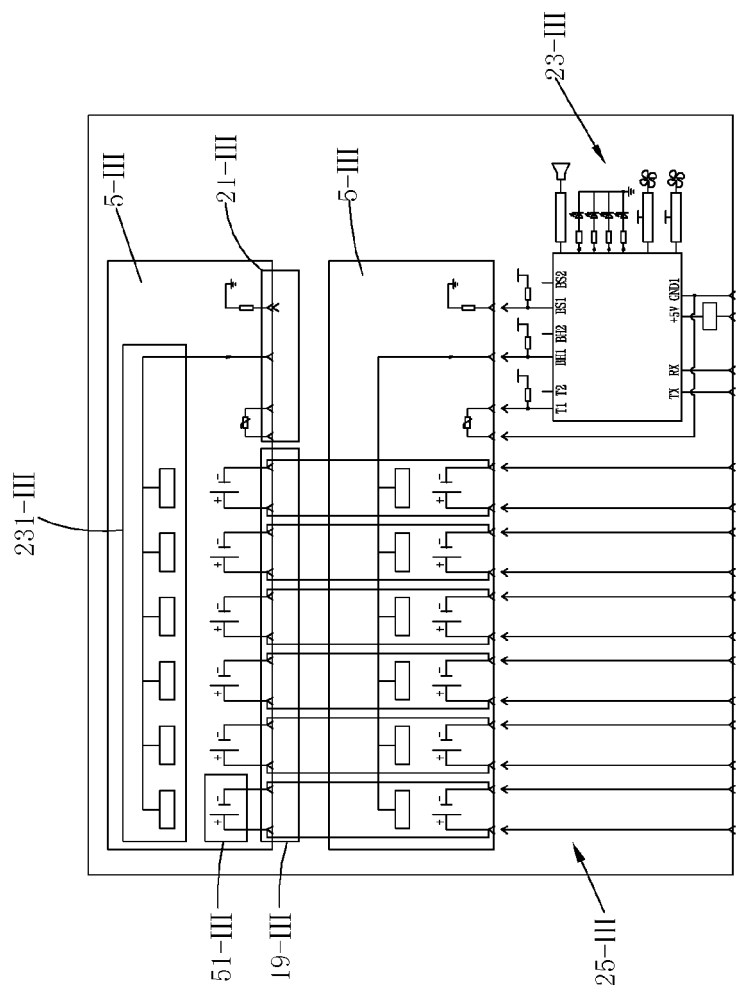 23-III
5-III
21-III
5-III
231-III
BS2
BS1
BH2
BH1
T2
T1
GND1
+5V
RX
TX
+ -
+ -
+ -
+ -
+ -
+ -
+ -
+ -
+ -
+ -
+ -
+ -
51-III
19-III
25-III